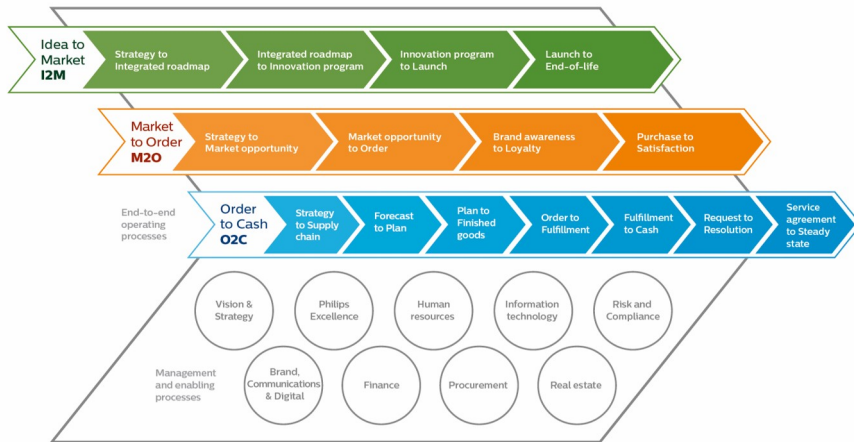 Idea to
Market
I2M
Strategy to
Integrated roadmap
Integrated roadmap
to Innovation program
Innovation program
to Launch
Launch to
End-of-life
Market
to Order
M2O
Strategy to
Market opportunity
Market opportunity
to Order
Brand awareness
to Loyalty
Purchase to
Satisfaction
End-to-end
operating
processes
Order
to Cash
O2C
Strategy
to Supply
chain
Forecast
to Plan
Plan to
Finished
goods
Order to
Fulfillment
Fulfillment
to Cash
Request to
Resolution
Service
agreement
to Steady
state
Vision &
Strategy
Philips
Excellence
Human
resources
Information
technology
Risk and
Compliance
Management
and enabling
processes
Brand,
Communications
& Digital
Finance
Procurement
Real estate